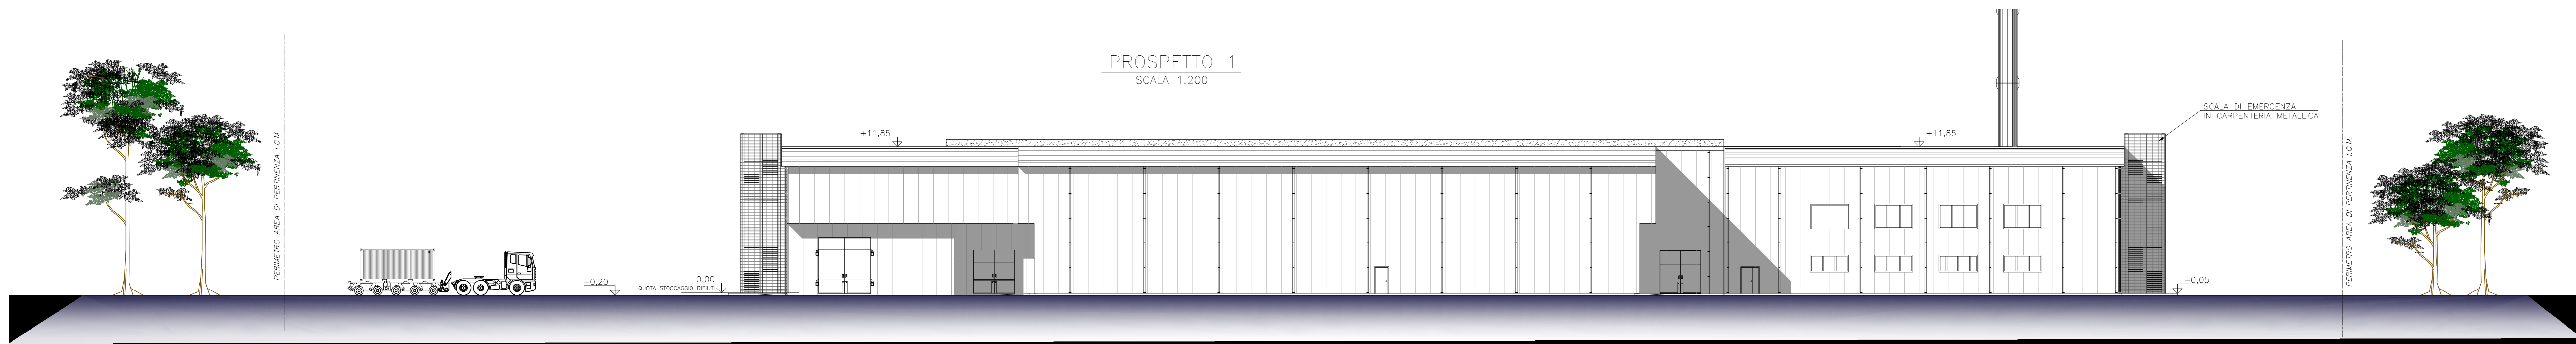 PROSPETTO 1
SCALA 1:200
PERIMETRO AREA DI PERTINENZA I.C.M.
-0,20
0,00
QUOTA STOCCAGGIO RIFIUTI
+11,85
+11,85
SCALA DI EMERGENZA
IN CARPENTERIA METALLICA
-0,05
PERIMETRO AREA DI PERTINENZA I.C.M.